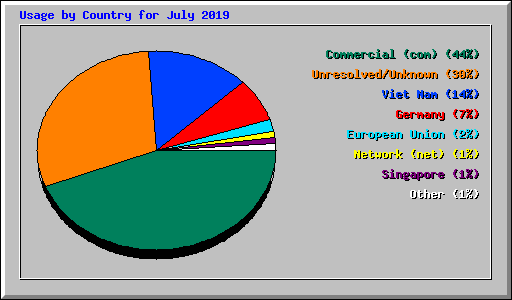 Usage by Country for July 2019
Commercial (com) (44%)
Unresolved/Unknown (30%)
Viet Nam (14%)
Germany (7%)
European Union (2%)
Network (net) (1%)
Singapore (1%)
Other (1%)